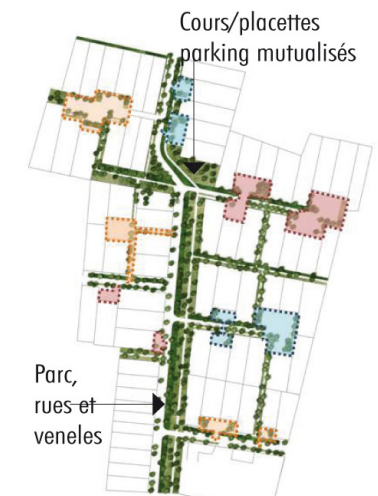 Cours/placettes
parking mutualisés
Parc,
rues et
veneles